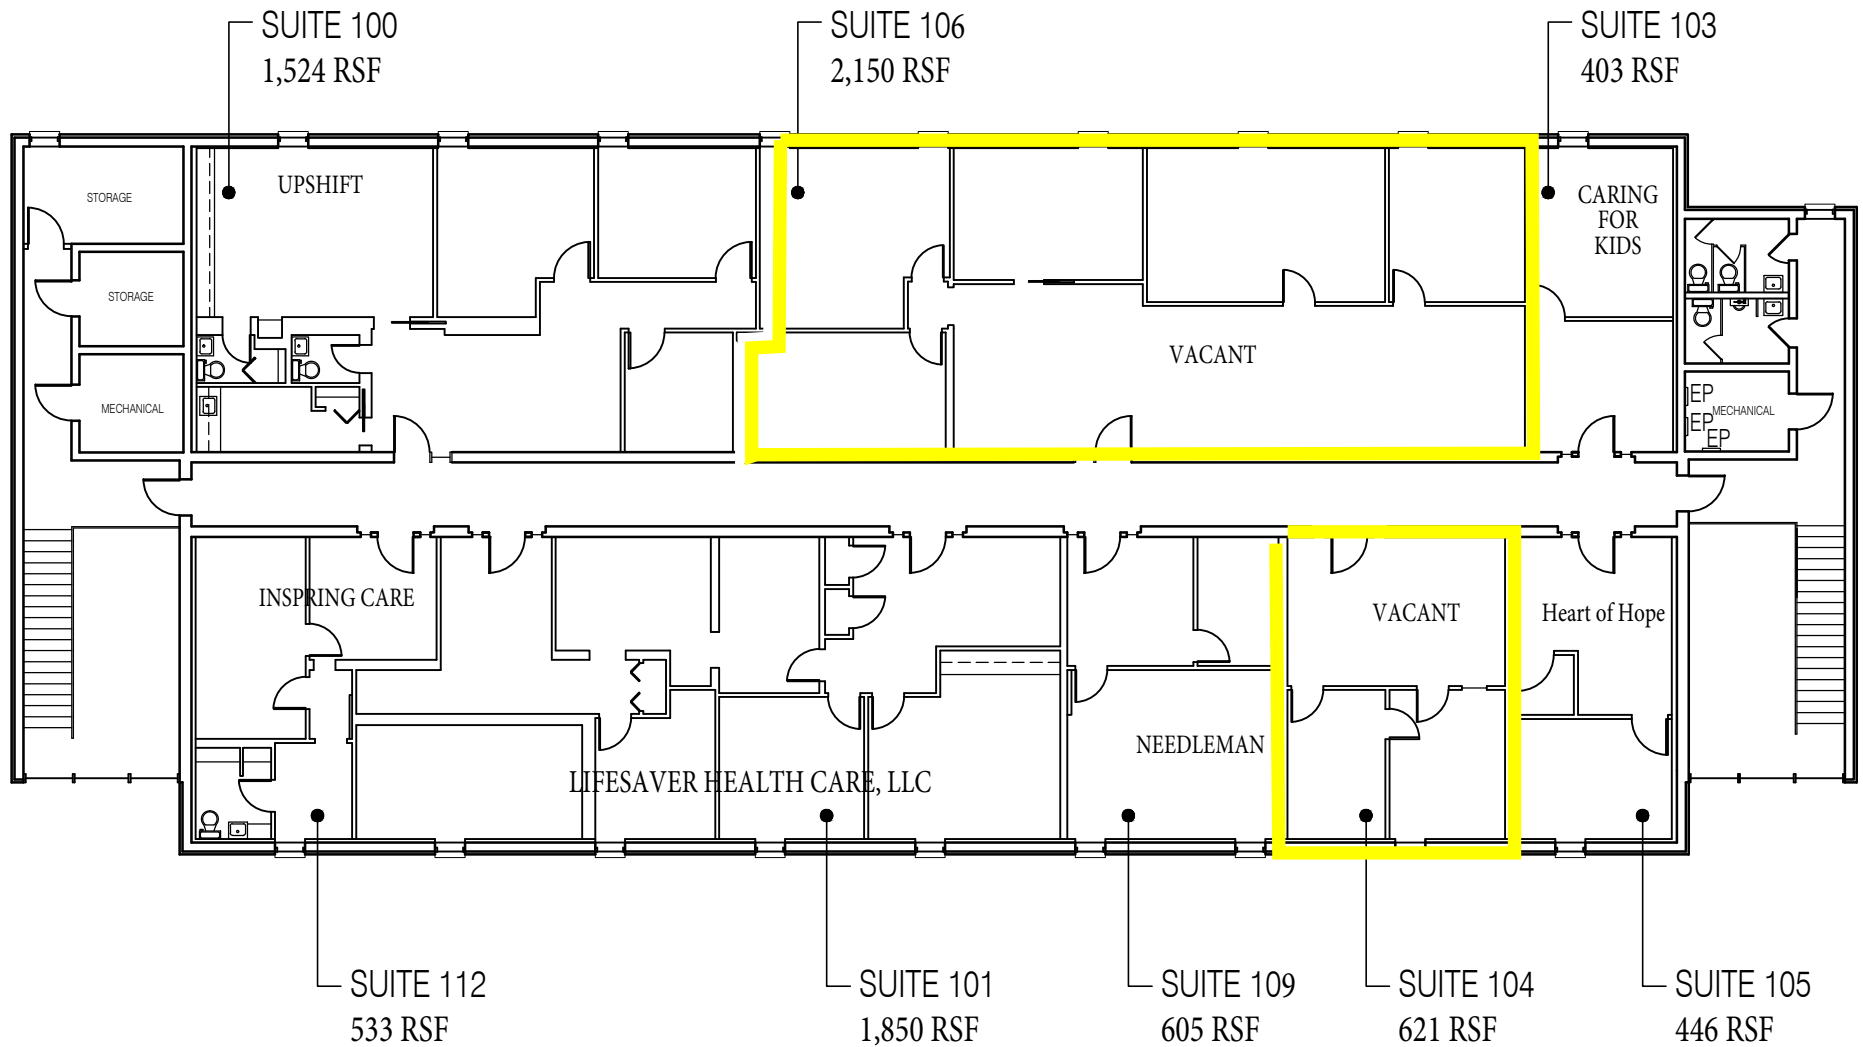 SUITE 100
1,524 RSF
SUITE 106
2,150 RSF
SUITE 103
403 RSF
STORAGE
UPSHIFT
CARING
FOR
KIDS
STORAGE
VACANT
MECHANICAL
EP
MECHANICAL
EP
EP
INSPRING CARE
VACANT
Heart of Hope
NEEDLEMAN
LIFESAVER HEALTH CARE, LLC
SUITE 112
533 RSF
SUITE 101
1,850 RSF
SUITE 109
605 RSF
SUITE 104
621 RSF
SUITE 105
446 RSF